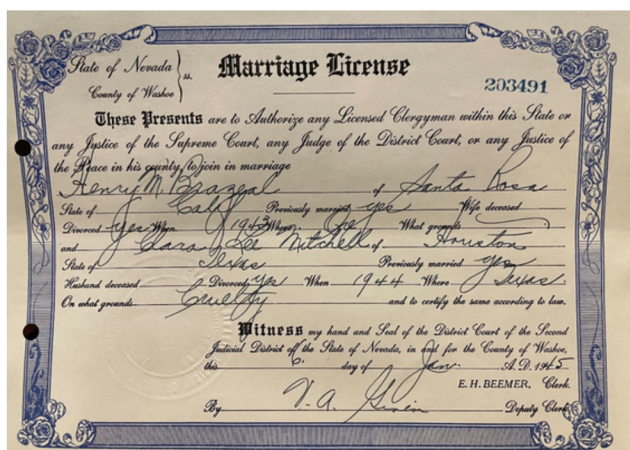 State of Nevada
County of Washoe
ss.
Marriage License
203491
These Presents are to Authorize any Licensed Clergyman within this State or
any Justice of the Supreme Court, any Judge of the District Court, or any Justice of
the Peace in his county, to join in marriage
Henry M. Brazeal of Santa Rosa
State of Calif Previously married yes Wife deceased
Divorced yes When 1943 Where What grounds
and Clara Lee Mitchell of Houston
State of Texas Previously married yes
Husband deceased Divorced yes When 1944 Where Texas.
On what grounds Cruelty and to certify the same according to law.
Witness my hand and Seal of the District Court of the Second
Judicial District of the State of Nevada, in and for the County of Washoe,
this 6 day of Jan. A.D. 1945
E. H. BEEMER, Clerk.
By V. A. Deputy Clerk